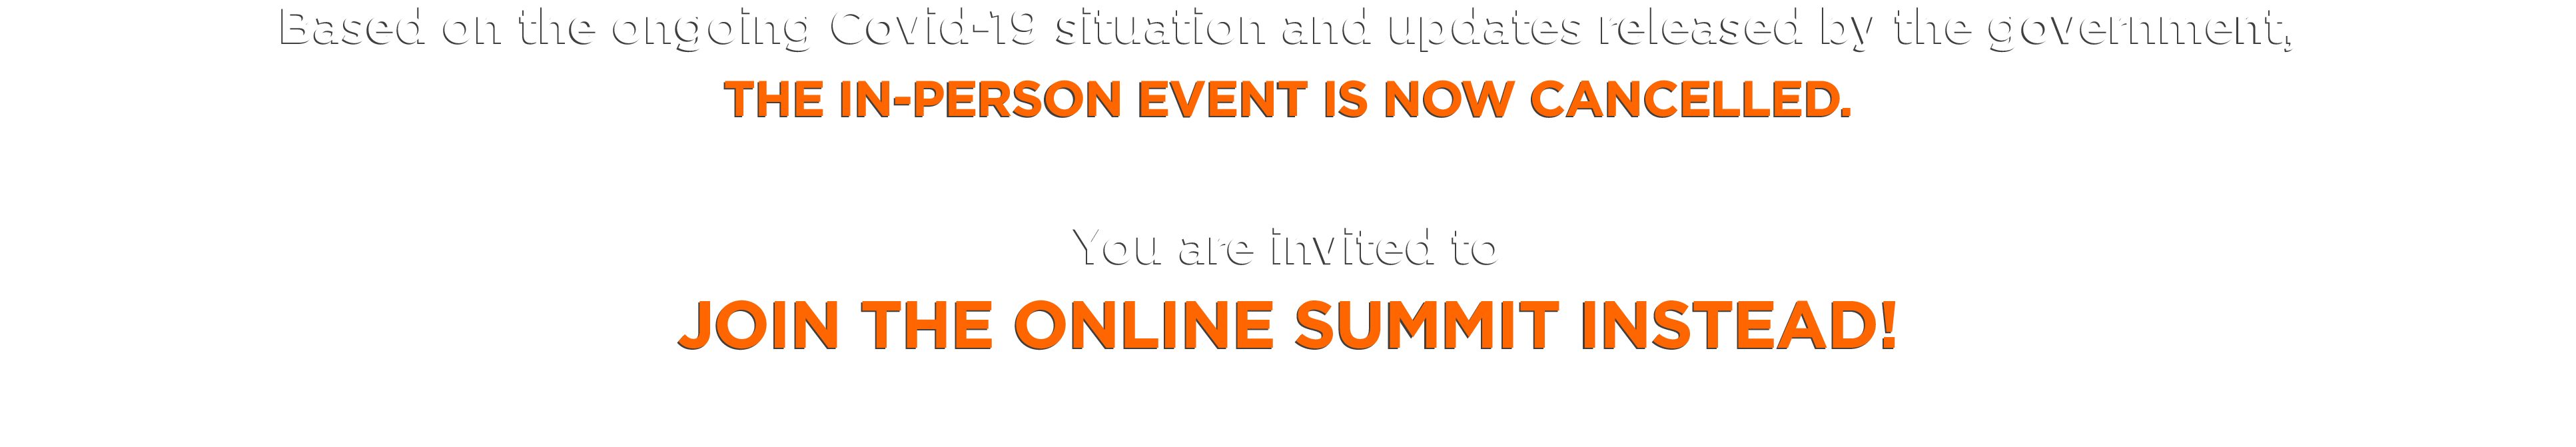 Based on the ongoing Covid-19 situation and updates released by the government,
THE IN-PERSON EVENT IS NOW CANCELLED.
You are invited to
JOIN THE ONLINE SUMMIT INSTEAD!